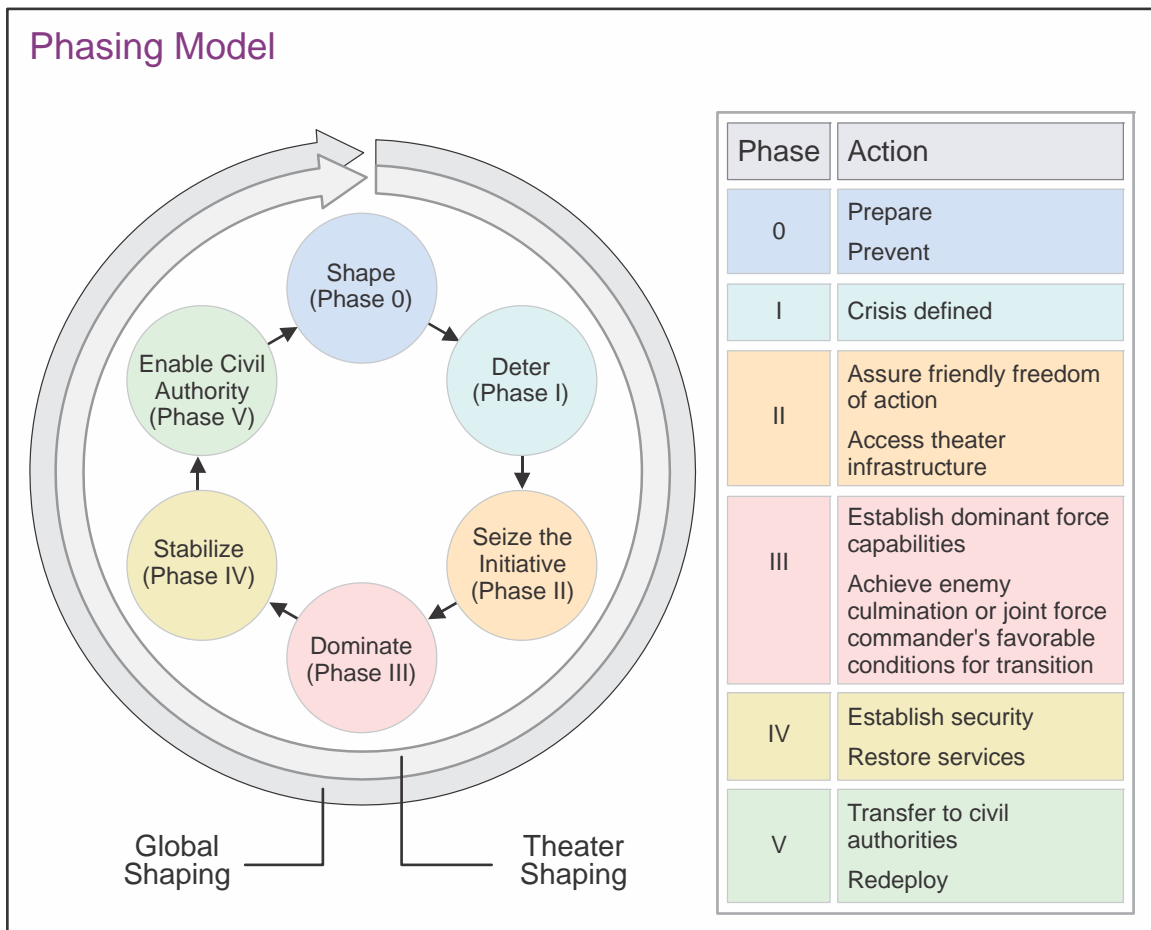 Phasing Model
Shape
(Phase 0)
Deter
(Phase I)
Seize the
Initiative
(Phase II)
Dominate
(Phase III)
Stabilize
(Phase IV)
Enable Civil
Authority
(Phase V)
Global
Shaping
Theater
Shaping
Phase Action
0
Prepare
Prevent
I
Crisis defined
II
Assure friendly freedom
of action
Access theater
infrastructure
III
Establish dominant force
capabilities
Achieve enemy
culmination or joint force
commander's favorable
conditions for transition
IV
Establish security
Restore services
V
Transfer to civil
authorities
Redeploy